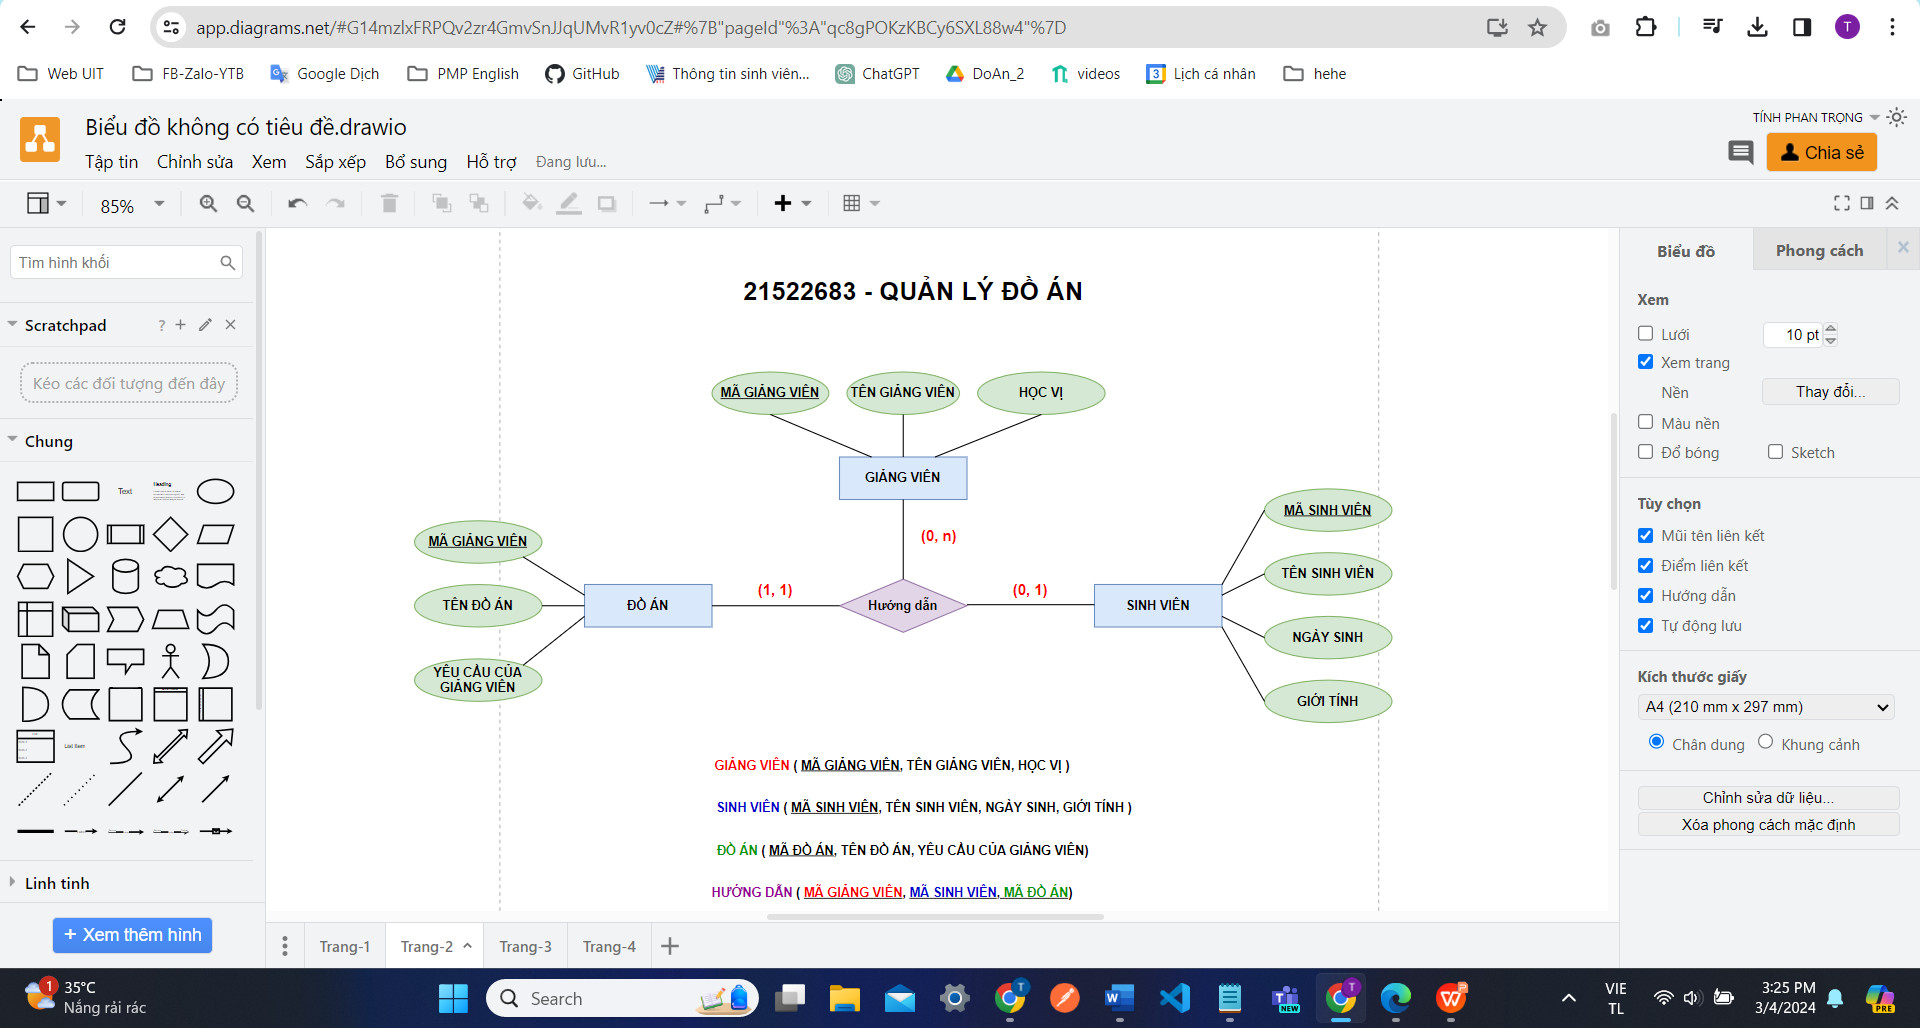 app.diagrams.net/#G14mzlxFRPQv2zr4GmvSnJJqUMvR1yv0cZ#%7B"pageId"%3A"qc8gPOKzKBCy6SXL88w4"%7D
T
Web UIT
FB-Zalo-YTB
Google Dịch
PMP English
GitHub
Thông tin sinh viên...
ChatGPT
DoAn_2
videos
3
Lịch cá nhân
hehe
Biểu đồ không có tiêu đề.drawio
TÍNH PHAN TRỌNG
Tập tin Chỉnh sửa Xem Sắp xếp Bổ sung Hỗ trợ Đang lưu...
Chia sẻ
85%
Tìm hình khối
Scratchpad
?
Kéo các đối tượng đến đây
Chung
Text
Heading
List Item
Linh tinh
+ Xem thêm hình
21522683 - QUẢN LÝ ĐỒ ÁN
MÃ GIẢNG VIÊN
TÊN GIẢNG VIÊN
HỌC VỊ
GIẢNG VIÊN
(0, n)
MÃ GIẢNG VIÊN
TÊN ĐỒ ÁN
YÊU CẦU CỦA
GIẢNG VIÊN
ĐỒ ÁN
(1, 1)
Hướng dẫn
(0, 1)
SINH VIÊN
MÃ SINH VIÊN
TÊN SINH VIÊN
NGÀY SINH
GIỚI TÍNH
GIẢNG VIÊN ( MÃ GIẢNG VIÊN, TÊN GIẢNG VIÊN, HỌC VỊ )
SINH VIÊN ( MÃ SINH VIÊN, TÊN SINH VIÊN, NGÀY SINH, GIỚI TÍNH )
ĐỒ ÁN ( MÃ ĐỒ ÁN, TÊN ĐỒ ÁN, YÊU CẦU CỦA GIẢNG VIÊN)
HƯỚNG DẪN ( MÃ GIẢNG VIÊN, MÃ SINH VIÊN, MÃ ĐỒ ÁN)
Trang-1
Trang-2
Trang-3
Trang-4
Biểu đồ
Phong cách
Xem
Lưới
10 pt
Xem trang
Nền
Thay đổi...
Màu nền
Đổ bóng
Sketch
Tùy chọn
Mũi tên liên kết
Điểm liên kết
Hướng dẫn
Tự động lưu
Kích thước giấy
A4 (210 mm x 297 mm)
Chân dung
Khung cảnh
Chỉnh sửa dữ liệu...
Xóa phong cách mặc định
1
35°C
Nắng rải rác
Search
T
NEW
T
VIE
TL
3:25 PM
3/4/2024
PRE